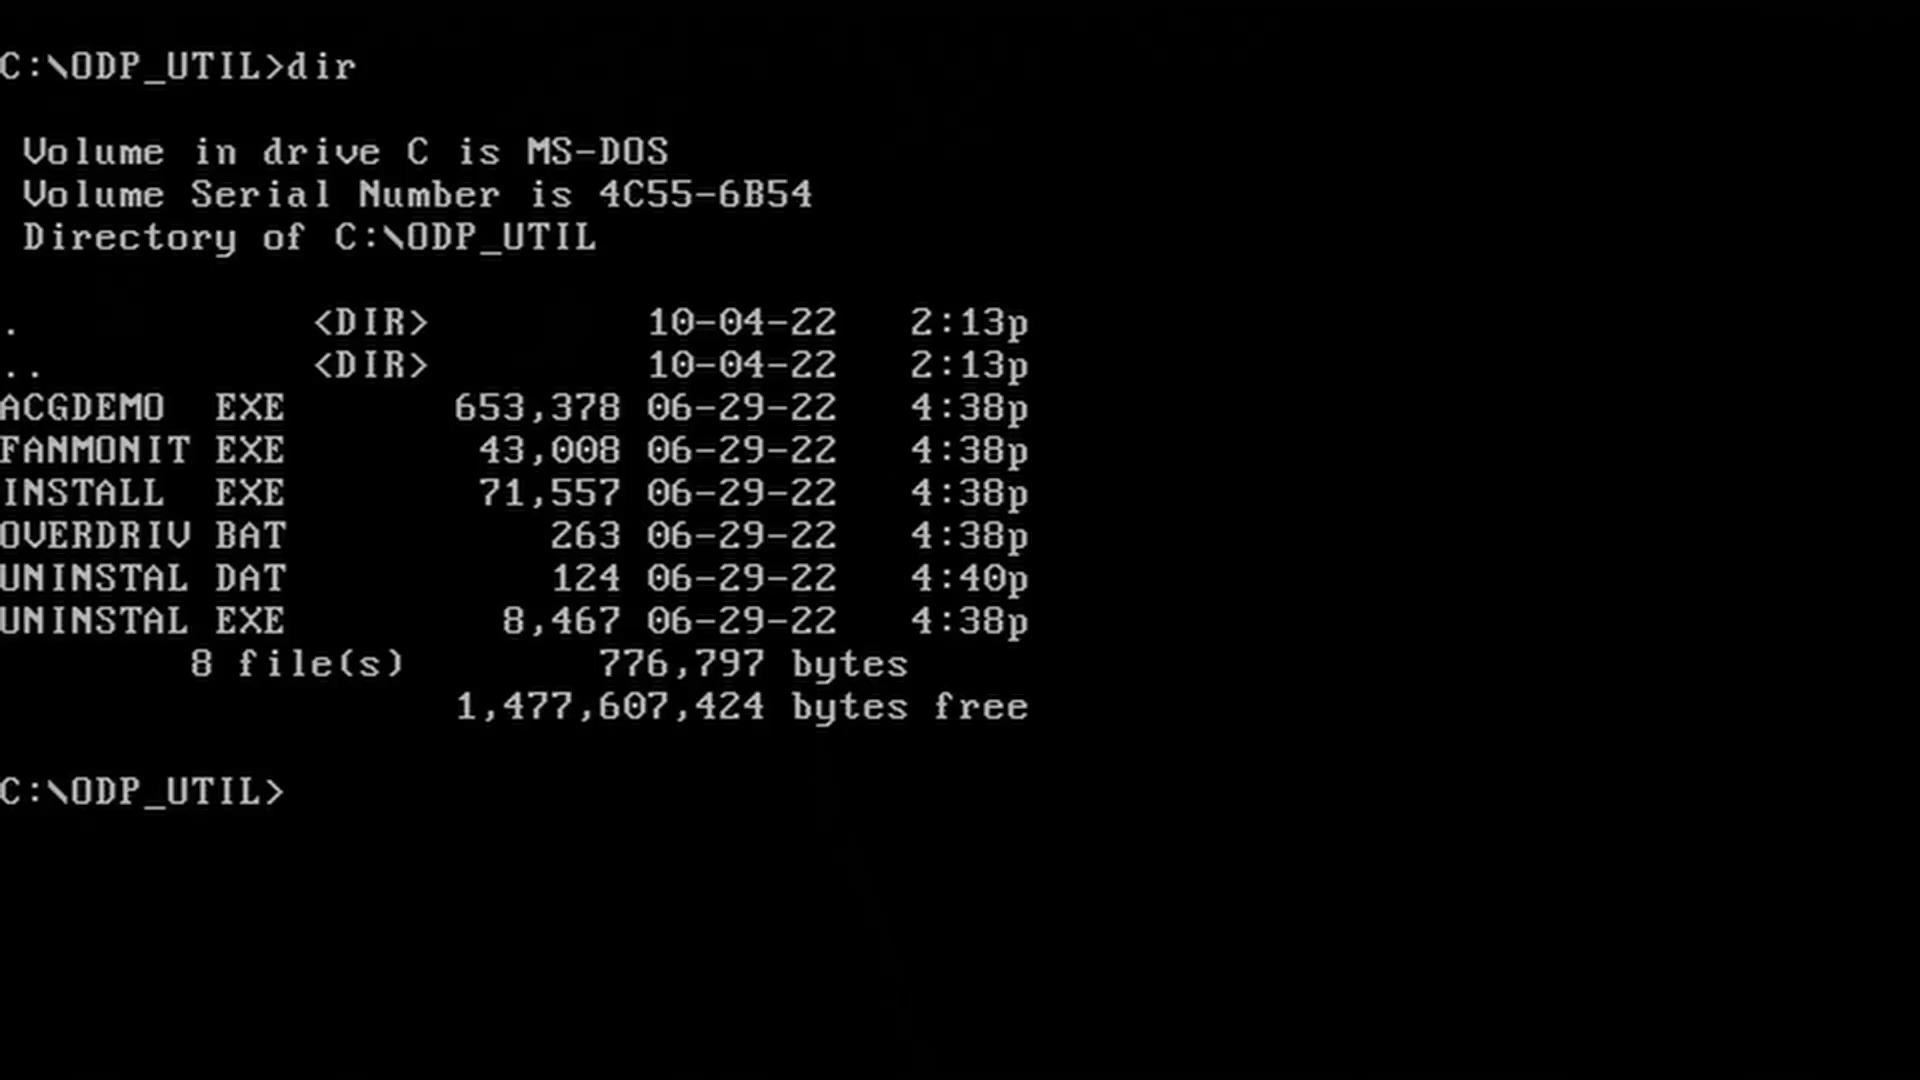 C:\ODP_UTIL>dir
Volume in drive C is MS-DOS
Volume Serial Number is 4C55-6B54
Directory of C:\ODP_UTIL
. <DIR> 10-04-22 2:13p
.. <DIR> 10-04-22 2:13p
ACGDEMO EXE 653,378 06-29-22 4:38p
FANMONIT EXE 43,008 06-29-22 4:38p
INSTALL EXE 71,557 06-29-22 4:38p
OVERDRIV BAT 263 06-29-22 4:38p
UNINSTAL DAT 124 06-29-22 4:40p
UNINSTAL EXE 8,467 06-29-22 4:38p
8 file(s) 776,797 bytes
1,477,607,424 bytes free
C:\ODP_UTIL>